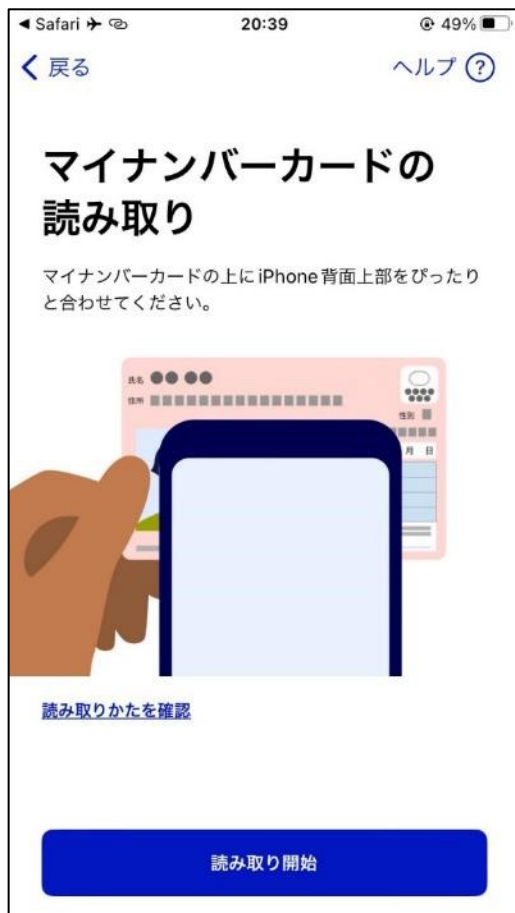 Safari 20:39 49%
戻る ヘルプ ?
マイナンバーカードの
読み取り
マイナンバーカードの上にiPhone背面上部をぴったり
と合わせてください。
氏名
住所
性別
月 日
読み取りかたを確認
読み取り開始